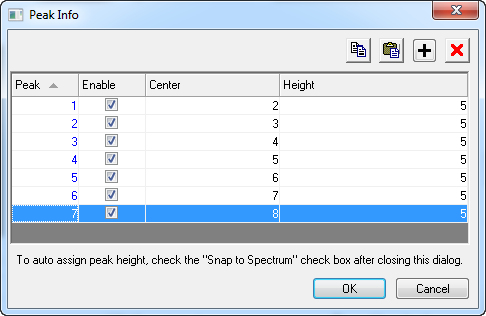 Peak Info
Peak Enable Center Height
1 2 5
2 3 5
3 4 5
4 5 5
5 6 5
6 7 5
7 8 5
To auto assign peak height, check the "Snap to Spectrum" check box after closing this dialog.
OK Cancel